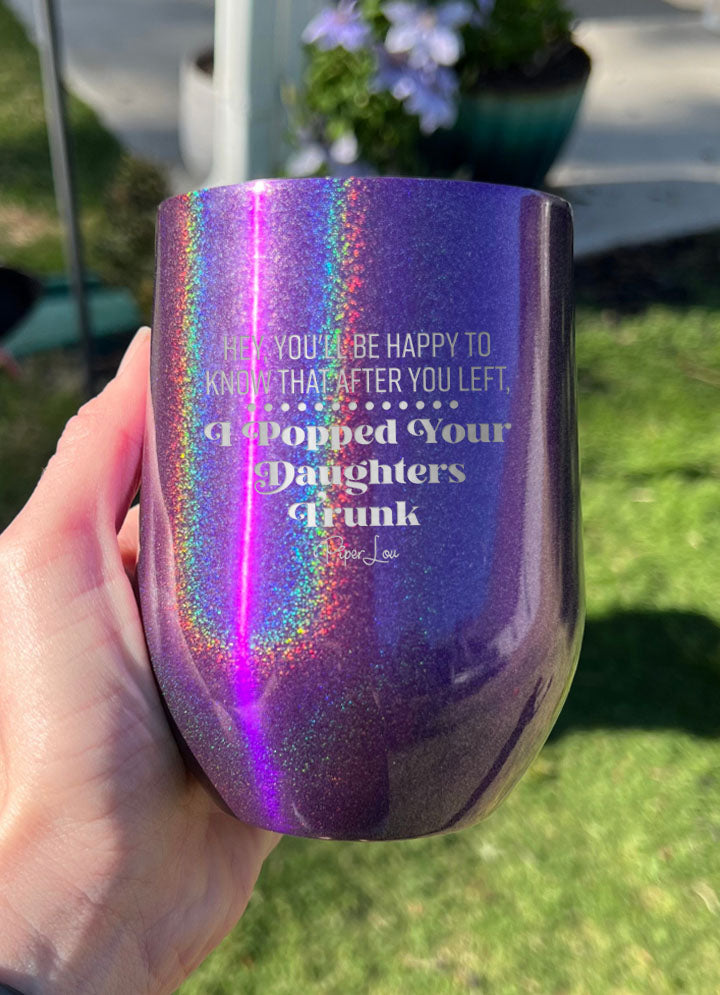 HEY, YOU'LL BE HAPPY TO
KNOW THAT AFTER YOU LEFT,
I Popped Your
Daughters
Trunk
Piper Lou